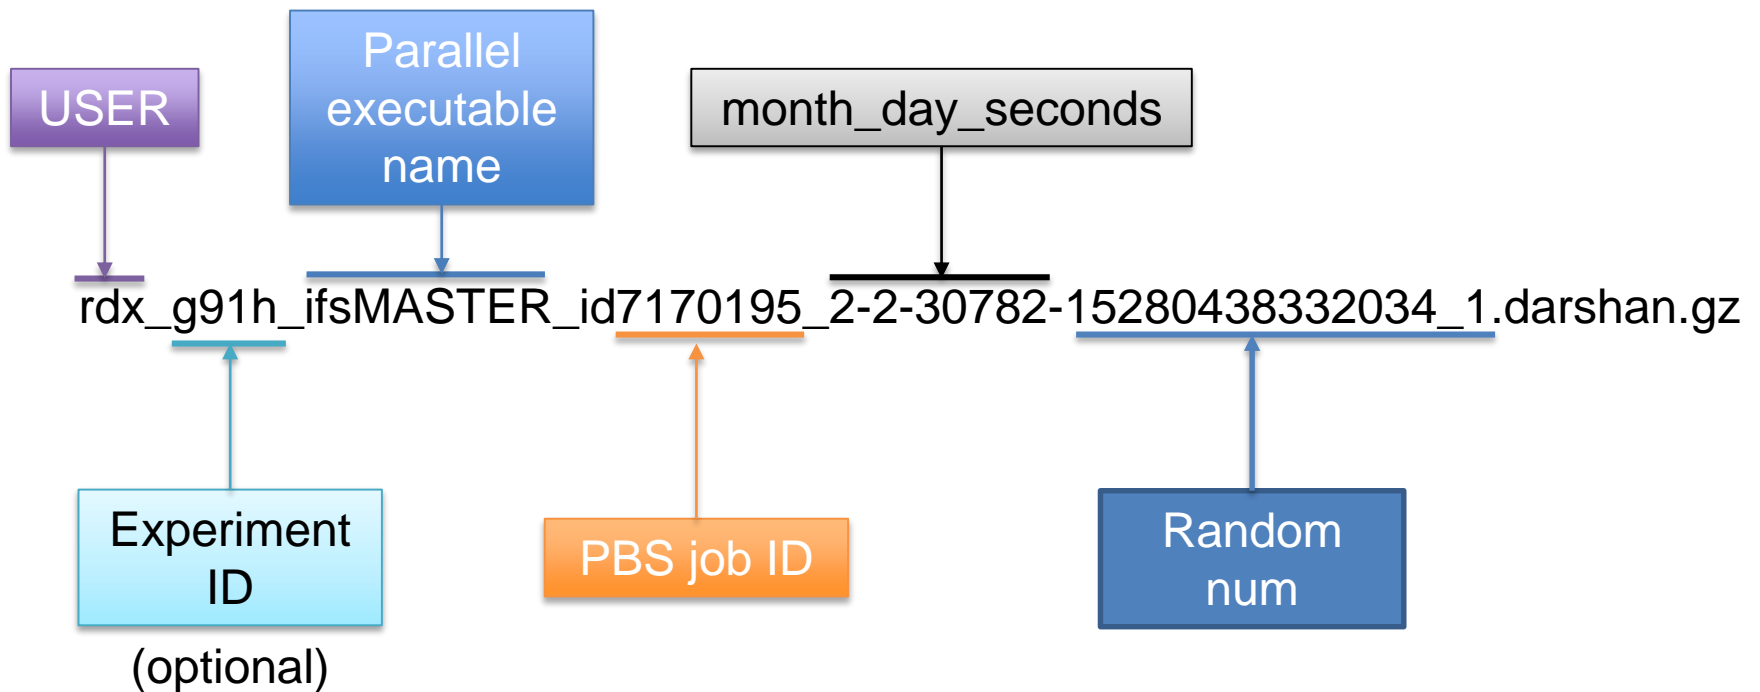 USER
Parallel
executable
name
month_day_seconds
rdx_g91h_ifsMASTER_id7170195_2-2-30782-15280438332034_1.darshan.gz
Experiment
ID
(optional)
PBS job ID
Random
num